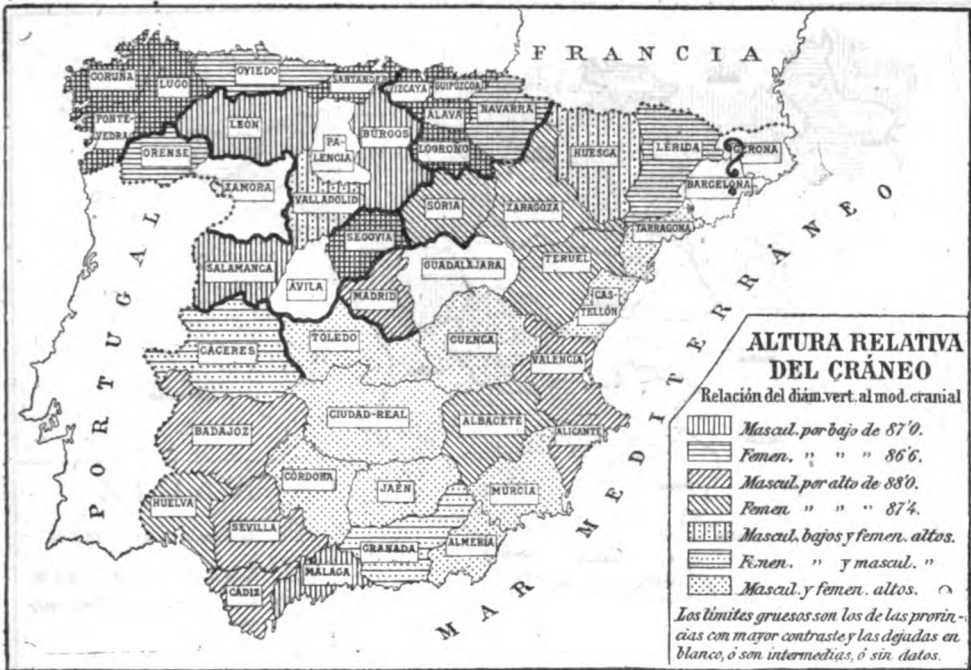 FRANCIA
CORUÑA
LUGO
OVIEDO
SANTANDER
VIZCAYA
GUIPÚZCOA
PONTE-
VEDRA
ORENSE
LEÓN
PA-
LENCIA
BÚRGOS
ALAVA
LOGROÑO
NAVARRA
HUESCA
LÉRIDA
GERONA
BARCELONA
ZAMORA
VALLADOLID
SORIA
ZARAGOZA
TARRAGONA
SEGOVIA
SALAMANCA
ÁVILA
MADRID
GUADALAJARA
TERUEL
CAS-
TELLÓN
CÁCERES
TOLEDO
CUENCA
VALENCIA
BADAJOZ
CIUDAD-REAL
ALBACETE
ALICANTE
CÓRDOBA
JAÉN
MÚRCIA
HUELVA
SEVILLA
GRANADA
ALMERÍA
MÁLAGA
CÁDIZ
PORTUGAL
MAR MEDITERRÁNEO
ALTURA RELATIVA
DEL CRÁNEO
Relación del diám.vert.al mod.cranial
Mascul.por bajo de 87'0.
Femen. " " " 86'6.
Mascul.por alto de 88'0.
Femen " " " 87'4.
Mascul, bajos y femen. altos.
Femen. " y mascul. "
Mascul. y femen. altos.
Los límites gruesos son los de las provin-
cias con mayor contraste y las dejadas en
blanco, ó son intermedias, ó sin datos.